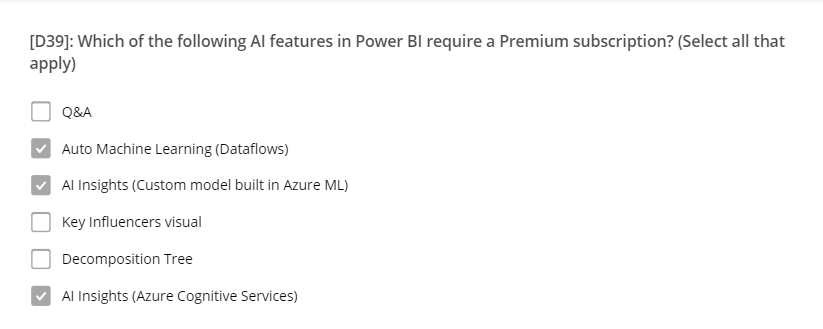 [D39]: Which of the following AI features in Power BI require a Premium subscription? (Select all that
apply)
Q&A
Auto Machine Learning (Dataflows)
AI Insights (Custom model built in Azure ML)
Key Influencers visual
Decomposition Tree
AI Insights (Azure Cognitive Services)